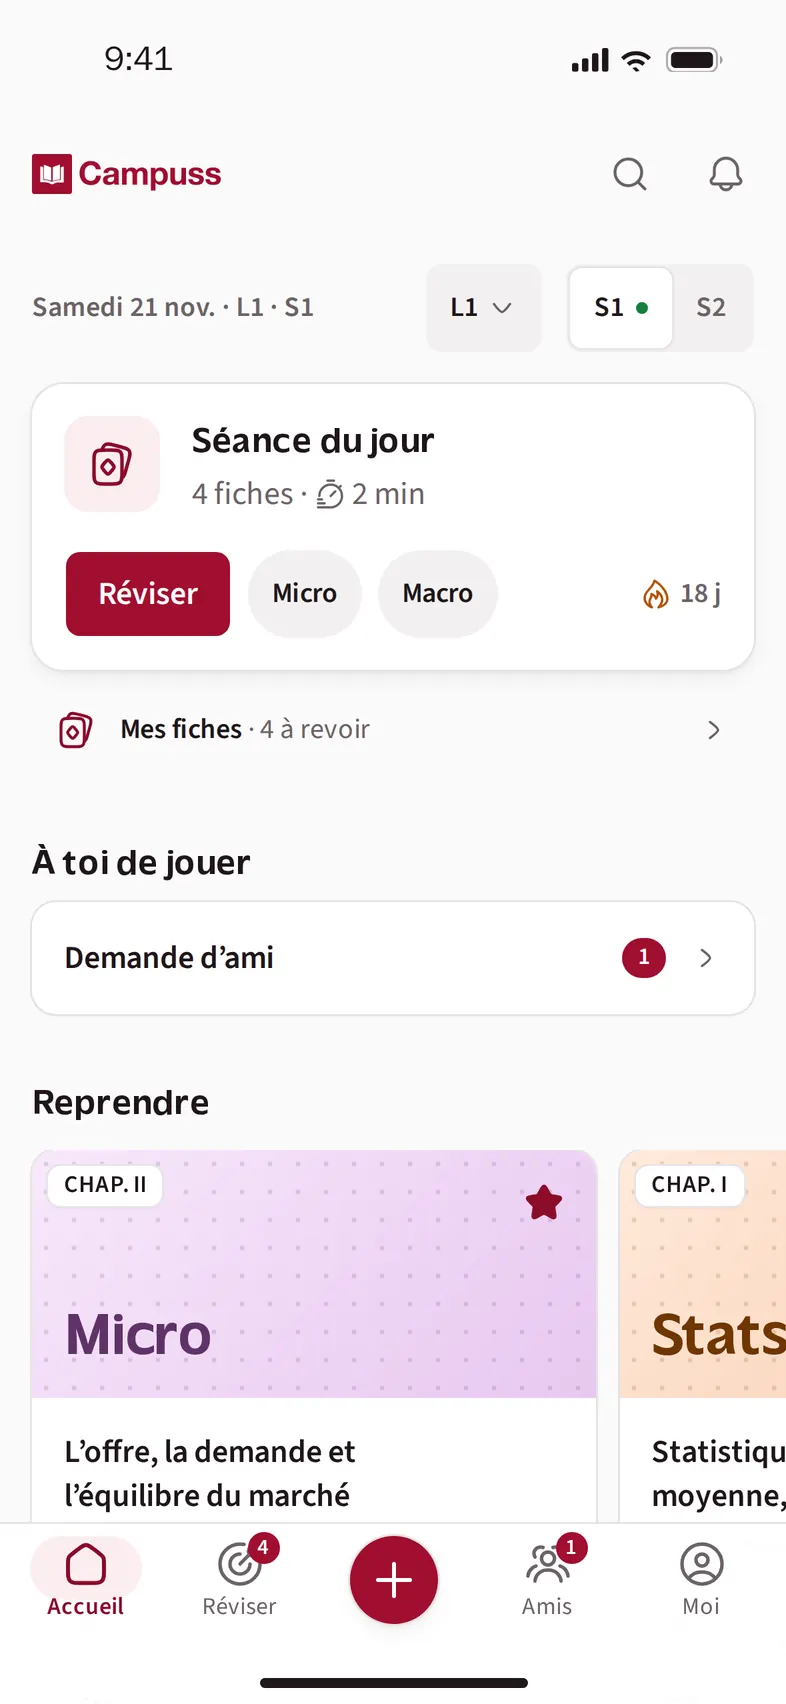 9:41
Campuss
Samedi 21 nov. · L1 · S1
L1
S1
S2
Séance du jour
4 fiches · 2 min
Réviser
Micro
Macro
18 j
Mes fiches · 4 à revoir
À toi de jouer
Demande d’ami
1
Reprendre
CHAP. II
Micro
L’offre, la demande et
l’équilibre du marché
CHAP. I
Stats
Statistiqu
moyenne,
Accueil
4
Réviser
1
Amis
Moi